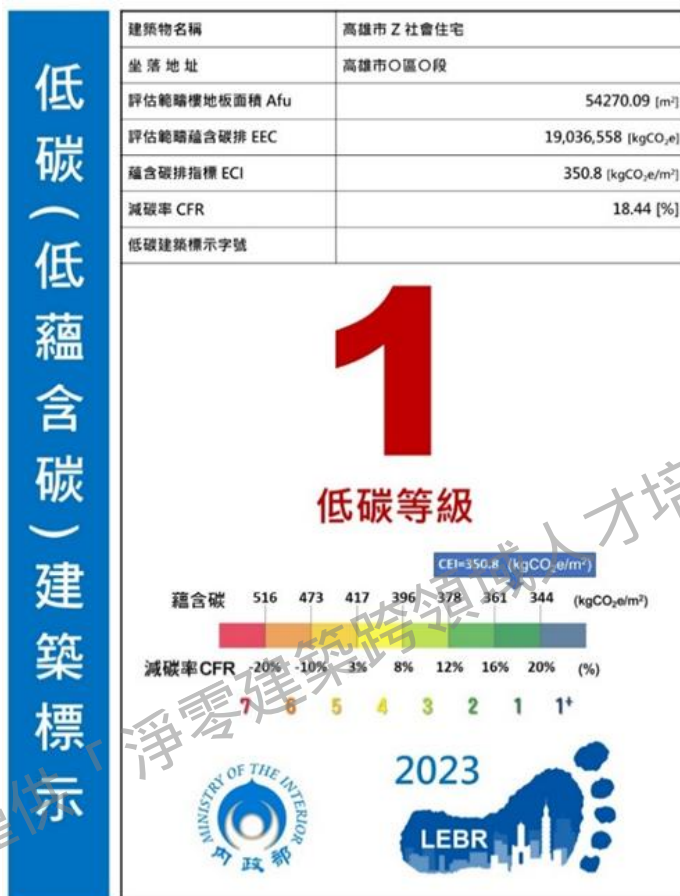 低碳（低蘊含碳）建築標示
建築物名稱 高雄市 Z 社會住宅
坐落地址 高雄市O區O段
評估範疇樓地板面積 Afu 54270.09 [m²]
評估範疇蘊含碳排 EEC 19,036,558 [kgCO₂e]
蘊含碳排指標 ECI 350.8 [kgCO₂e/m²]
減碳率 CFR 18.44 [%]
低碳建築標示字號
1
低碳等級
CEI=350.8 (kgCO₂e/m²)
蘊含碳 516 473 417 396 378 361 344 (kgCO₂e/m²)
減碳率CFR -20% -10% 3% 8% 12% 16% 20% (%)
7 6 5 4 3 2 1 1⁺
MINISTRY OF THE INTERIOR
內政部
2023
LEBR
提供「淨零建築跨領域人才培